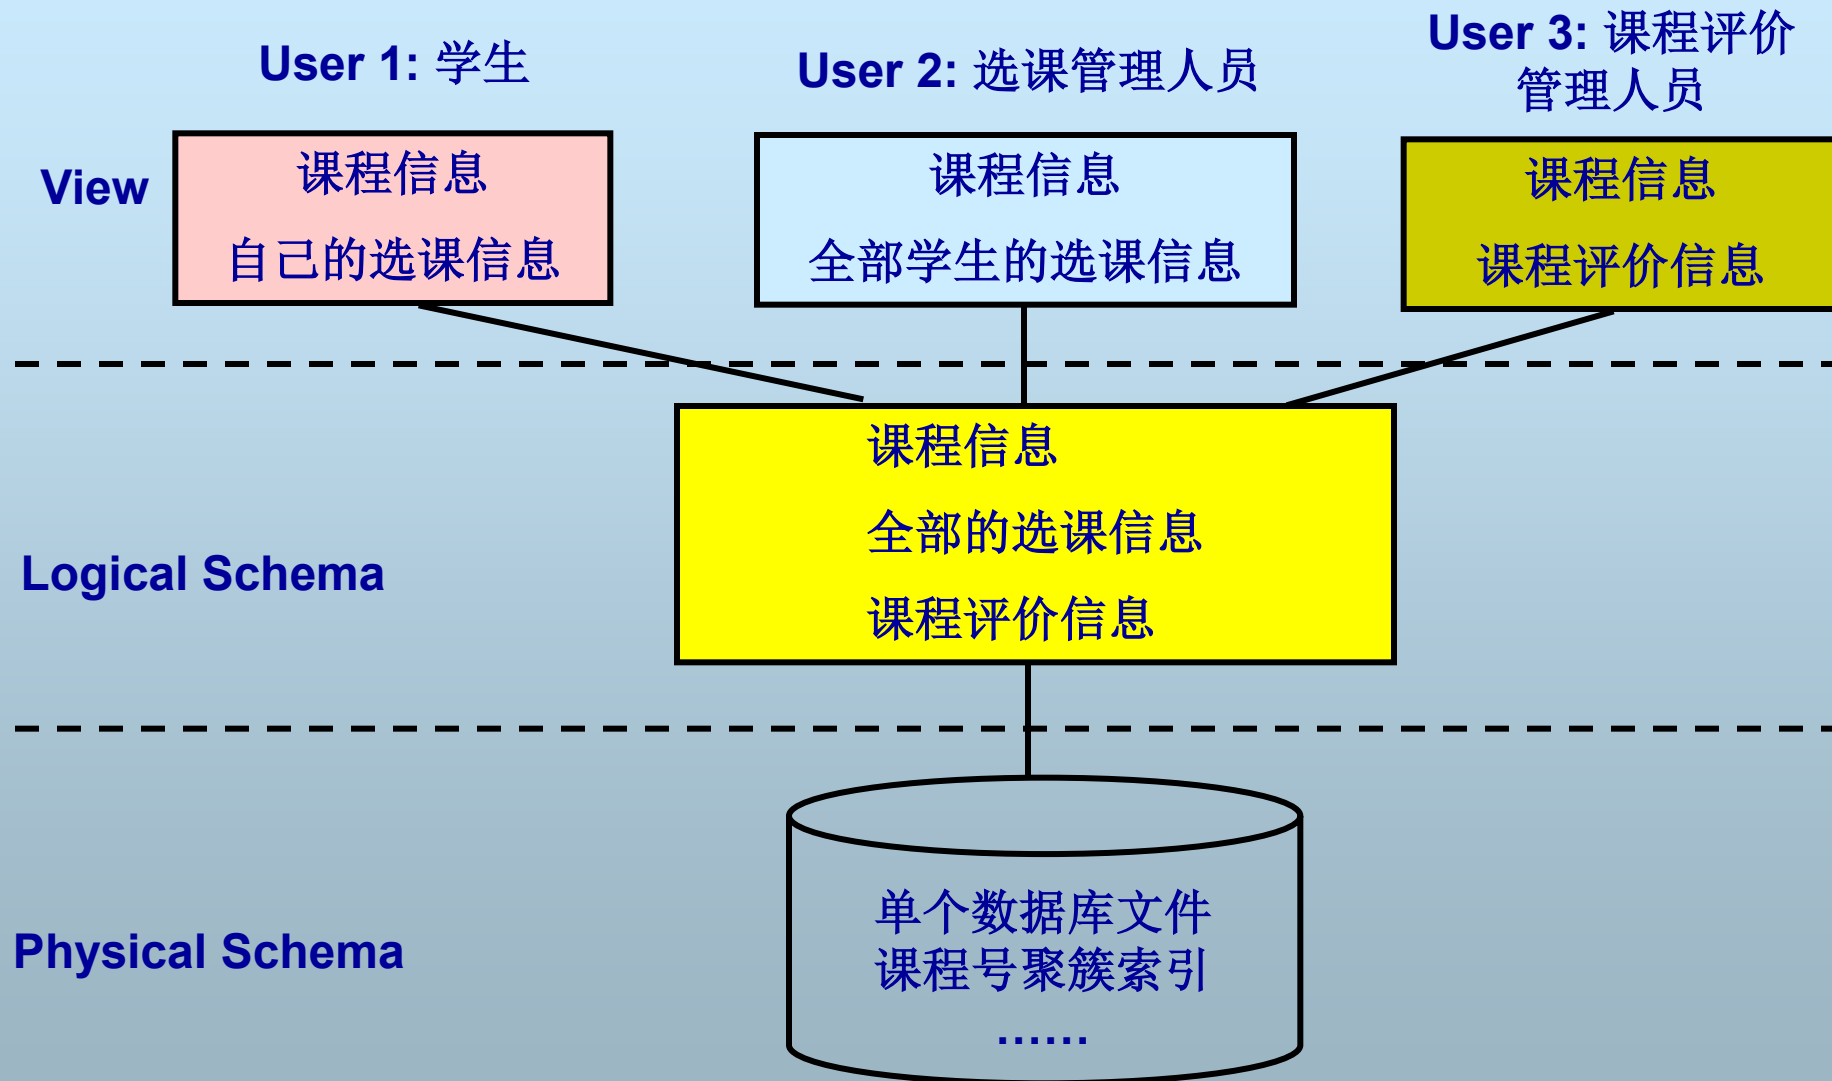 User 1: 学生
User 2: 选课管理人员
User 3: 课程评价
管理人员
View
课程信息
自己的选课信息
课程信息
全部学生的选课信息
课程信息
课程评价信息
Logical Schema
课程信息
全部的选课信息
课程评价信息
Physical Schema
单个数据库文件
课程号聚簇索引
……